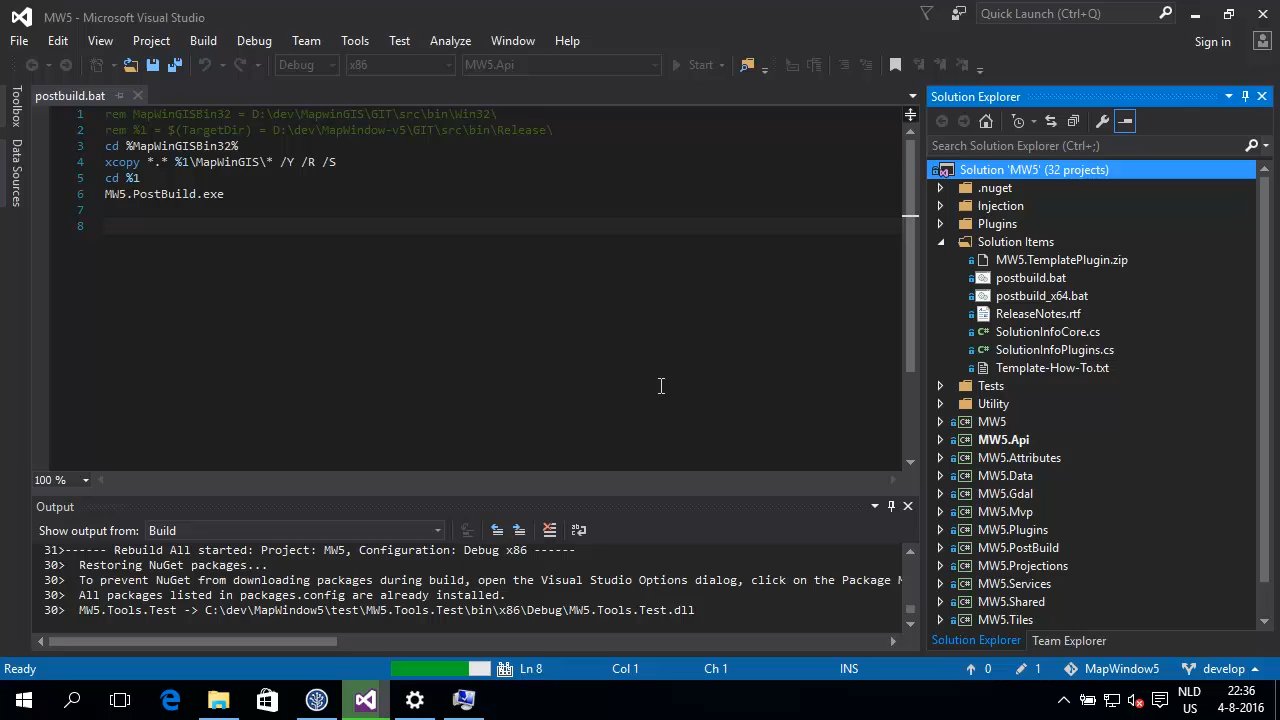 MW5 - Microsoft Visual Studio
Quick Launch (Ctrl+Q)
File Edit View Project Build Debug Team Tools Test Analyze Window Help
Sign in
Debug x86 MW5.Api Start
Toolbox
Data Sources
postbuild.bat
1 rem MapWinGISBin32 = D:\dev\MapwinGIS\GIT\src\bin\Win32\
2 rem %1 = $(TargetDir) = D:\dev\MapWindow-v5\GIT\src\bin\Release\
3 cd %MapWinGISBin32%
4 xcopy *.* %1\MapWinGIS\* /Y /R /S
5 cd %1
6 MW5.PostBuild.exe
7
8
100 %
Output
Show output from: Build
31>------ Rebuild All started: Project: MW5, Configuration: Debug x86 ------
30> Restoring NuGet packages...
30> To prevent NuGet from downloading packages during build, open the Visual Studio Options dialog, click on the Package M
30> All packages listed in packages.config are already installed.
30> MW5.Tools.Test -> C:\dev\MapWindow5\test\MW5.Tools.Test\bin\x86\Debug\MW5.Tools.Test.dll
Solution Explorer
Search Solution Explorer (Ctrl+;)
Solution 'MW5' (32 projects)
.nuget
Injection
Plugins
Solution Items
MW5.TemplatePlugin.zip
postbuild.bat
postbuild_x64.bat
ReleaseNotes.rtf
SolutionInfoCore.cs
SolutionInfoPlugins.cs
Template-How-To.txt
Tests
Utility
MW5
MW5.Api
MW5.Attributes
MW5.Data
MW5.Gdal
MW5.Mvp
MW5.Plugins
MW5.PostBuild
MW5.Projections
MW5.Services
MW5.Shared
MW5.Tiles
Solution Explorer Team Explorer
Ready Ln 8 Col 1 Ch 1 INS 0 1 MapWindow5 develop
NLD
US
22:36
4-8-2016